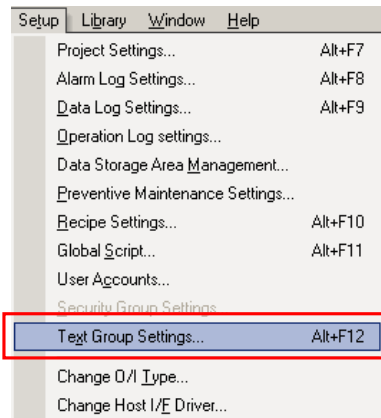 Setup Library Window Help
Project Settings... Alt+F7
Alarm Log Settings... Alt+F8
Data Log Settings... Alt+F9
Operation Log settings...
Data Storage Area Management...
Preventive Maintenance Settings...
Recipe Settings... Alt+F10
Global Script... Alt+F11
User Accounts...
Security Group Settings
Text Group Settings... Alt+F12
Change O/I Type...
Change Host I/F Driver...